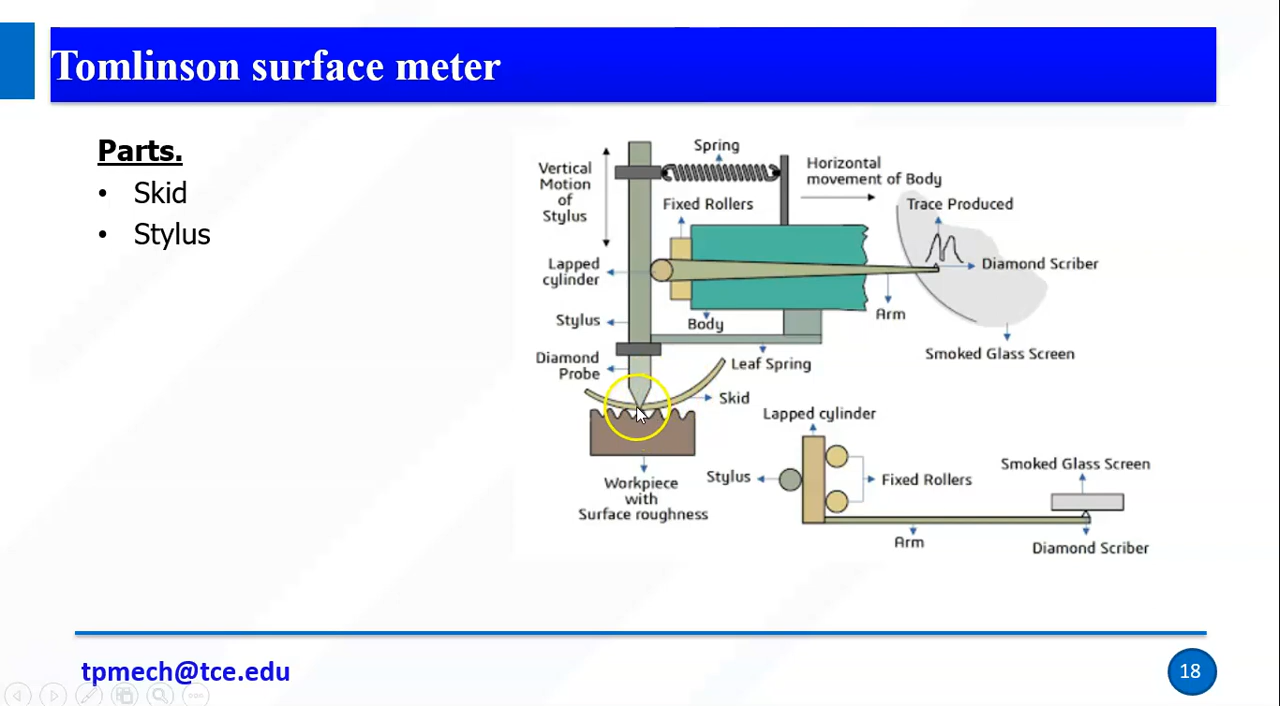 Tomlinson surface meter
Parts.
• Skid
• Stylus
Spring
Vertical
Motion
of
Stylus
Horizontal
movement of Body
Fixed Rollers
Trace Produced
Lapped
cylinder
Diamond Scriber
Stylus
Body
Arm
Diamond
Probe
Leaf Spring
Smoked Glass Screen
Skid
Lapped cylinder
Workpiece
with
Surface roughness
Stylus
Fixed Rollers
Smoked Glass Screen
Arm
Diamond Scriber
tpmech@tce.edu
18